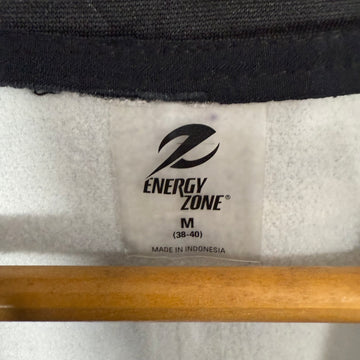 ENERGY
ZONE®
M
(38-40)
MADE IN INDONESIA